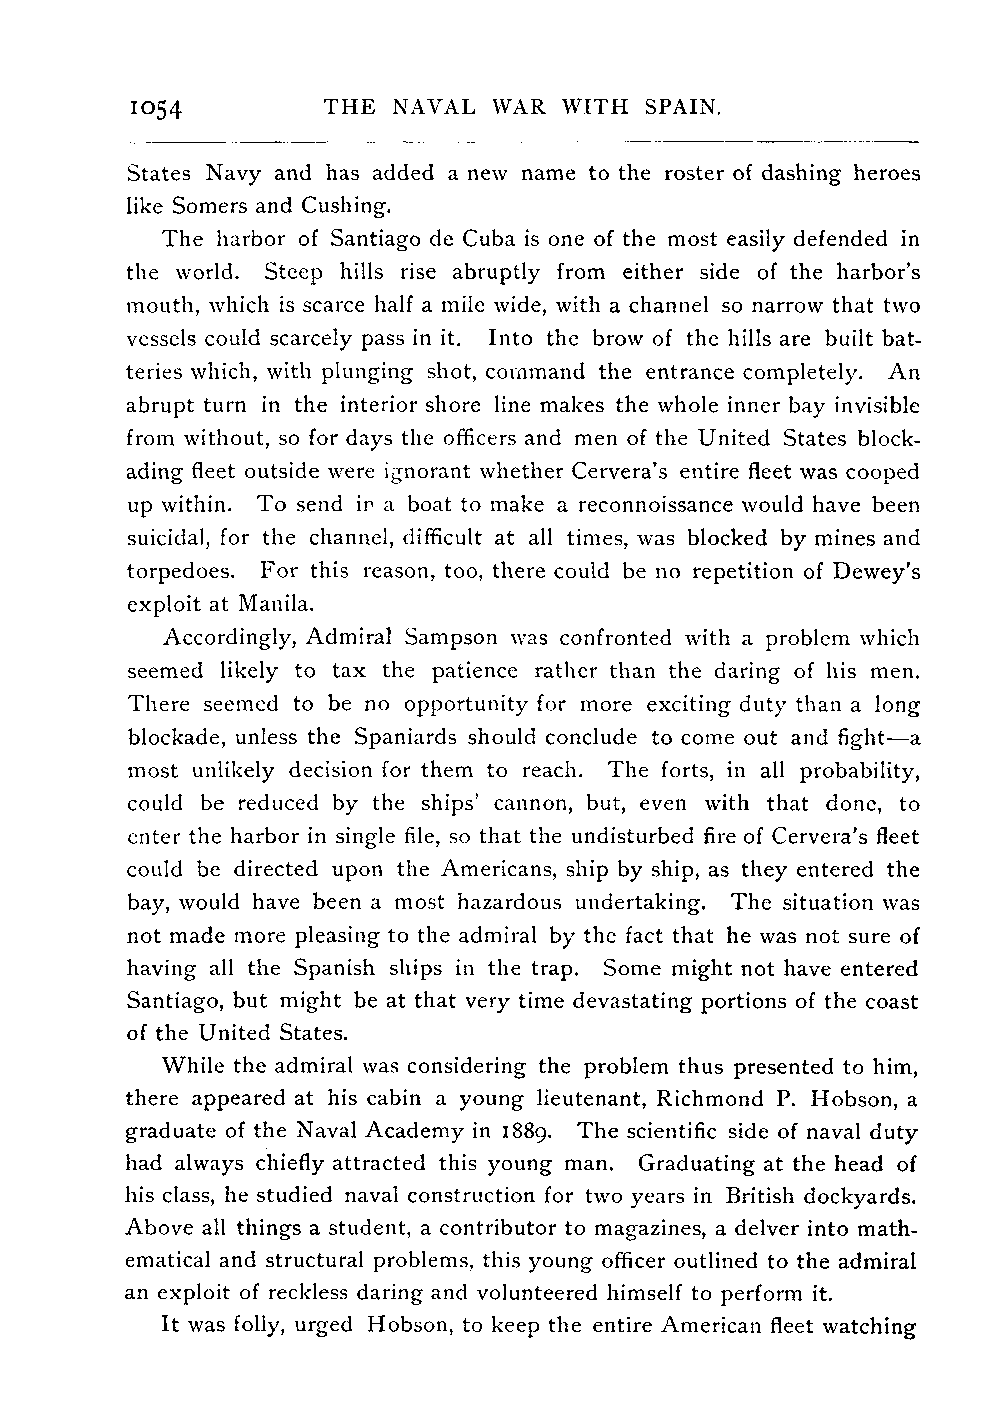 1054 THE NAVAL WAR WITH SPAIN.
States Navy and has added a new name to the roster of dashing heroes
like Somers and Cushing.
The harbor of Santiago de Cuba is one of the most easily defended in
the world. Steep hills rise abruptly from either side of the harbor's
mouth, which is scarce half a mile wide, with a channel so narrow that two
vessels could scarcely pass in it. Into the brow of the hills are built bat-
teries which, with plunging shot, command the entrance completely. An
abrupt turn in the interior shore line makes the whole inner bay invisible
from without, so for days the officers and men of the United States block-
ading fleet outside were ignorant whether Cervera's entire fleet was cooped
up within. To send in a boat to make a reconnoissance would have been
suicidal, for the channel, difficult at all times, was blocked by mines and
torpedoes. For this reason, too, there could be no repetition of Dewey's
exploit at Manila.
Accordingly, Admiral Sampson was confronted with a problem which
seemed likely to tax the patience rather than the daring of his men.
There seemed to be no opportunity for more exciting duty than a long
blockade, unless the Spaniards should conclude to come out and fight—a
most unlikely decision for them to reach. The forts, in all probability,
could be reduced by the ships' cannon, but, even with that done, to
enter the harbor in single file, so that the undisturbed fire of Cervera's fleet
could be directed upon the Americans, ship by ship, as they entered the
bay, would have been a most hazardous undertaking. The situation was
not made more pleasing to the admiral by the fact that he was not sure of
having all the Spanish ships in the trap. Some might not have entered
Santiago, but might be at that very time devastating portions of the coast
of the United States.
While the admiral was considering the problem thus presented to him,
there appeared at his cabin a young lieutenant, Richmond P. Hobson, a
graduate of the Naval Academy in 1889. The scientific side of naval duty
had always chiefly attracted this young man. Graduating at the head of
his class, he studied naval construction for two years in British dockyards.
Above all things a student, a contributor to magazines, a delver into math-
ematical and structural problems, this young officer outlined to the admiral
an exploit of reckless daring and volunteered himself to perform it.
It was folly, urged Hobson, to keep the entire American fleet watching